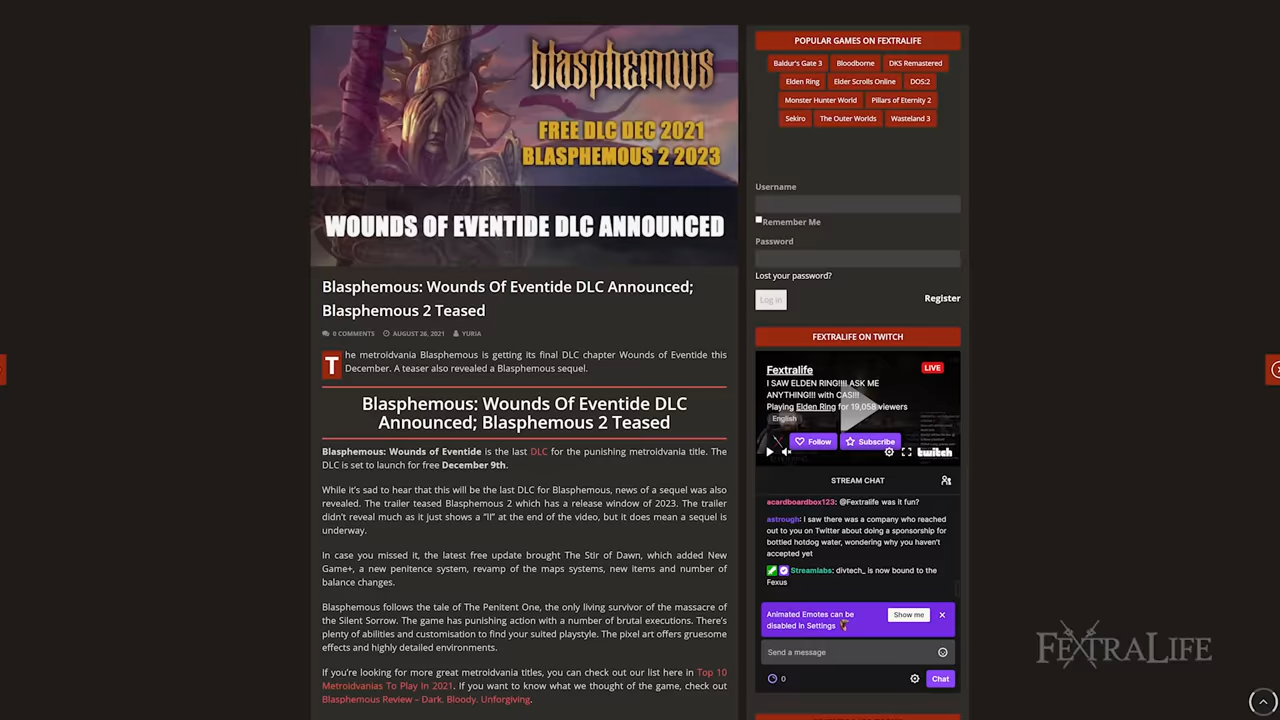 blasphemous
FREE DLC DEC 2021
BLASPHEMOUS 2 2023
WOUNDS OF EVENTIDE DLC ANNOUNCED
Blasphemous: Wounds Of Eventide DLC Announced;
Blasphemous 2 Teased
0 COMMENTS AUGUST 28, 2021 YURIA
The metroidvania Blasphemous is getting its final DLC chapter Wounds of Eventide this
December. A teaser also revealed a Blasphemous sequel.
Blasphemous: Wounds Of Eventide DLC
Announced; Blasphemous 2 Teased
Blasphemous: Wounds of Eventide is the last DLC for the punishing metroidvania title. The
DLC is set to launch for free December 9th.
While it's sad to hear that this will be the last DLC for Blasphemous, news of a sequel was also
revealed. The trailer teased Blasphemous 2 which has a release window of 2023. The trailer
didn't reveal much as it just shows a "II" at the end of the video, but it does mean a sequel is
underway.
In case you missed it, the latest free update brought The Stir of Dawn, which added New
Game+, a new penitence system, revamp of the maps systems, new items and number of
balance changes.
Blasphemous follows the tale of The Penitent One, the only living survivor of the massacre of
the Silent Sorrow. The game has punishing action with a number of brutal executions. There's
plenty of abilities and customisation to find your suited playstyle. The pixel art offers gruesome
effects and highly detailed environments.
If you're looking for more great metroidvania titles, you can check out our list here in Top 10
Metroidvanias To Play In 2021. If you want to know what we thought of the game, check out
Blasphemous Review – Dark, Bloody, Unforgiving.
POPULAR GAMES ON FEXTRALIFE
Baldur's Gate 3 Bloodborne DKS Remastered
Elden Ring Elder Scrolls Online DOS:2
Monster Hunter World Pillars of Eternity 2
Sekiro The Outer Worlds Wasteland 3
Username
Remember Me
Password
Lost your password?
Log in Register
FEXTRALIFE ON TWITCH
Fextralife LIVE
I SAW ELDEN RING!!!! ASK ME
ANYTHING!!! with CAS!!!
Playing Elden Ring for 19,058 viewers
English
Follow Subscribe
twitch
STREAM CHAT
acardboardbox123: @Fextralife was it fun?
astrough: I saw there was a company who reached
out to you on Twitter about doing a sponsorship for
bottled hotdog water, wondering why you haven't
accepted yet
Streamlabs: divtech_ is now bound to the
Fexus
Animated Emotes can be
disabled in Settings Show me
Send a message
0 Chat
FEXTRALIFE